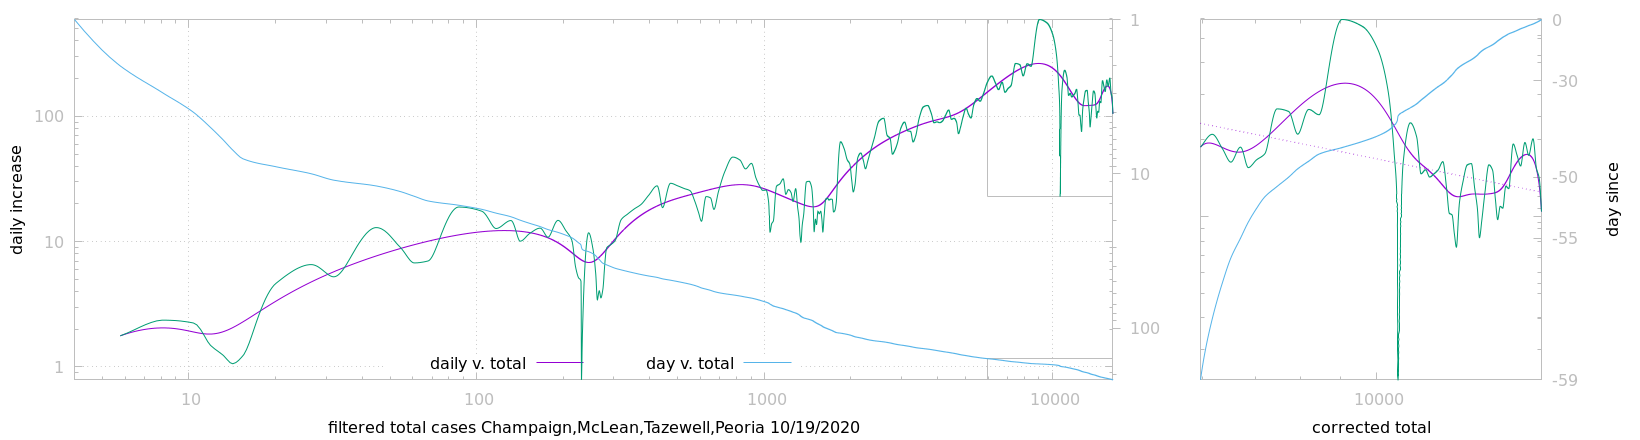 daily increase
100
10
1
10
100
1000
10000
1
10
100
daily v. total
day v. total
filtered total cases Champaign,McLean,Tazewell,Peoria 10/19/2020
0
-30
-50
-55
-59
day since
10000
corrected total